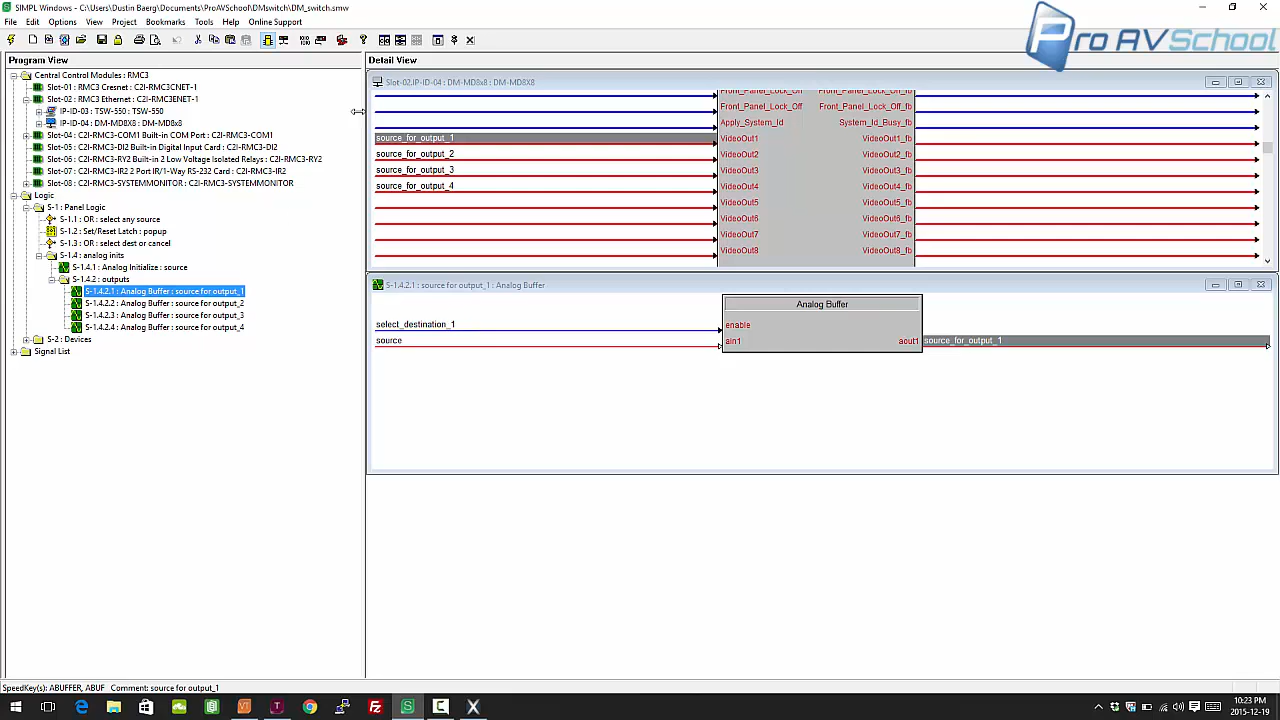 SIMPL Windows - C:\Users\Dustin Baerg\Documents\ProAVSchool\DMswitch\DM_switch.smw
File Edit Options View Project Bookmarks Tools Help Online Support
Pro AVSchool
Program View
Central Control Modules : RMC3
Slot-01 : RMC3 Cresnet : C2I-RMC3CNET-1
Slot-02 : RMC3 Ethernet : C2I-RMC3ENET-1
IP-ID-03 : TSW-550 : TSW-550
IP-ID-04 : DM-MD8x8 : DM-MD8x8
Slot-04 : C2I-RMC3-COM1 Built-in COM Port : C2I-RMC3-COM1
Slot-05 : C2I-RMC3-DI2 Built-in Digital Input Card : C2I-RMC3-DI2
Slot-06 : C2I-RMC3-RY2 Built-in 2 Low Voltage Isolated Relays : C2I-RMC3-RY2
Slot-07 : C2I-RMC3-IR2 2 Port IR/1-Way RS-232 Card : C2I-RMC3-IR2
Slot-08 : C2I-RMC3-SYSTEMMONITOR : C2I-RMC3-SYSTEMMONITOR
Logic
S-1 : Panel Logic
S-1.1 : OR : select any source
S-1.2 : Set/Reset Latch : popup
S-1.3 : OR : select dest or cancel
S-1.4 : analog inits
S-1.4.1 : Analog Initialize : source
S-1.4.2 : outputs
S-1.4.2.1 : Analog Buffer : source for output_1
S-1.4.2.2 : Analog Buffer : source for output_2
S-1.4.2.3 : Analog Buffer : source for output_3
S-1.4.2.4 : Analog Buffer : source for output_4
S-2 : Devices
Signal List
Detail View
Slot-02.IP-ID-04 : DM-MD8x8 : DM-MD8X8
Front_Panel_Lock_On Front_Panel_Lock_On_fb
Front_Panel_Lock_Off Front_Panel_Lock_Off_fb
Apply_System_Id System_Id_Busy_fb
source_for_output_1 VideoOut1 VideoOut1_fb
source_for_output_2 VideoOut2 VideoOut2_fb
source_for_output_3 VideoOut3 VideoOut3_fb
source_for_output_4 VideoOut4 VideoOut4_fb
VideoOut5 VideoOut5_fb
VideoOut6 VideoOut6_fb
VideoOut7 VideoOut7_fb
VideoOut8 VideoOut8_fb
S-1.4.2.1 : source for output_1 : Analog Buffer
Analog Buffer
select_destination_1 enable
source ain1 aout1 source_for_output_1
SpeedKey(s): ABUFFER, ABUF Comment: source for output_1
10:23 PM
2015-12-19